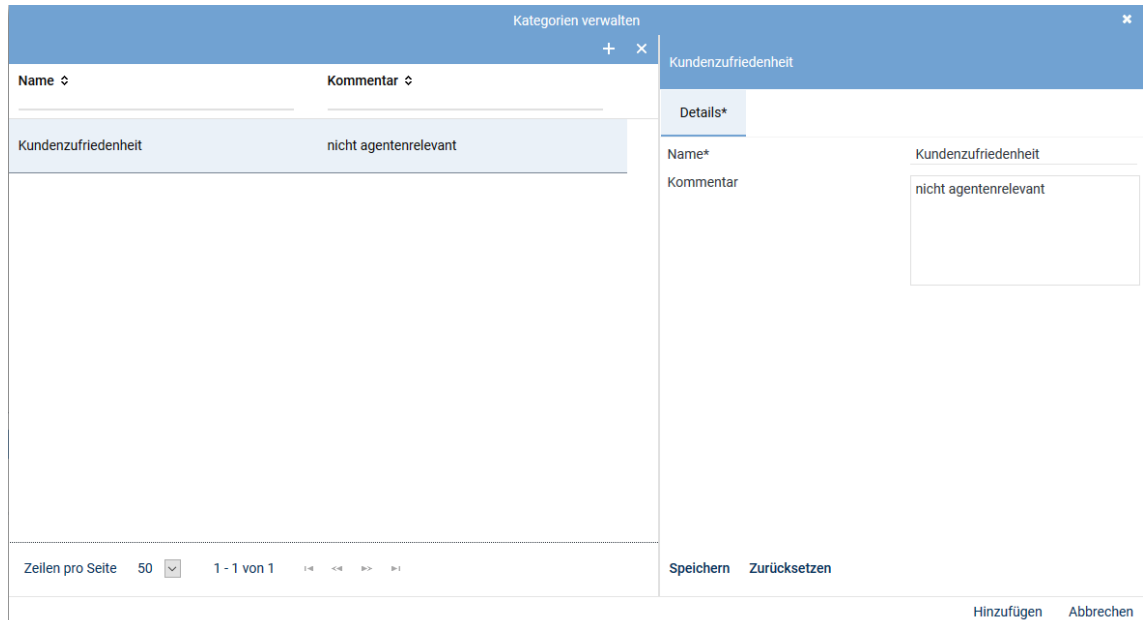 Kategorien verwalten
Kundenzufriedenheit
Name
Kommentar
Kundenzufriedenheit
nicht agentenrelevant
Details*
Name*
Kundenzufriedenheit
Kommentar
nicht agentenrelevant
Zeilen pro Seite 50 1 - 1 von 1
Speichern Zurücksetzen
Hinzufügen Abbrechen